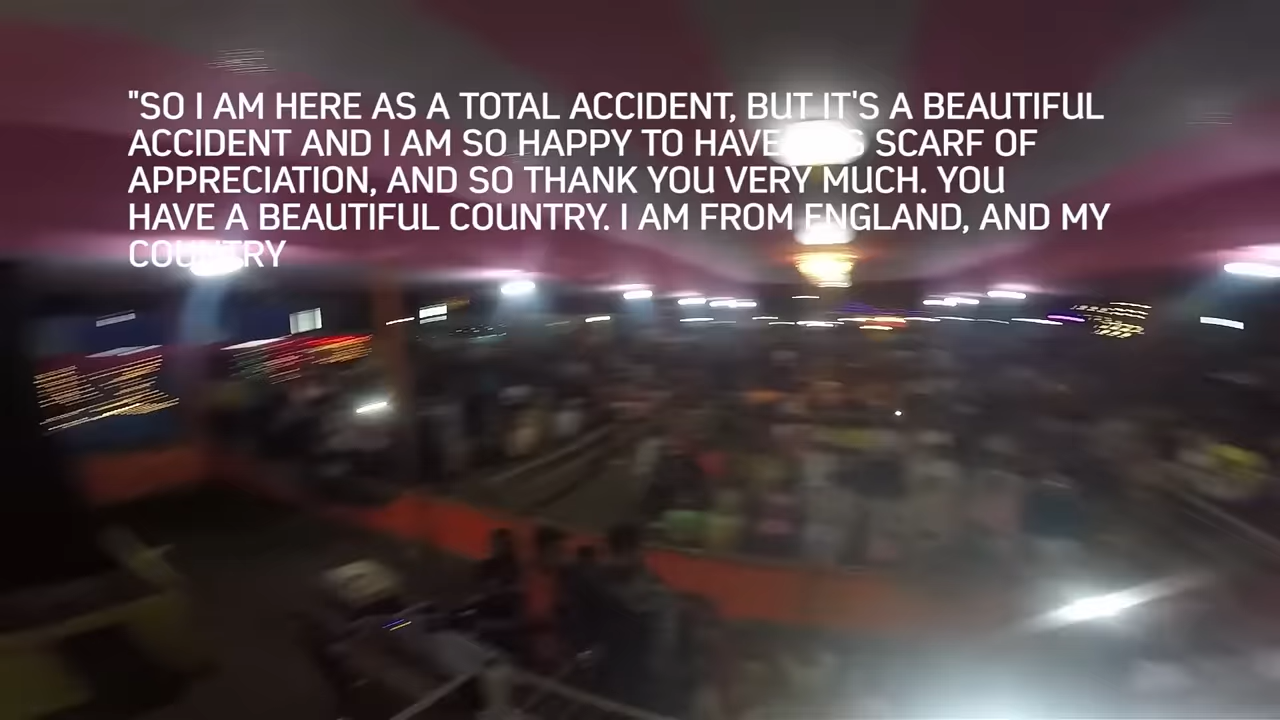 "SO I AM HERE AS A TOTAL ACCIDENT, BUT IT'S A BEAUTIFUL
ACCIDENT AND I AM SO HAPPY TO HAVE SCARF OF
APPRECIATION, AND SO THANK YOU VERY MUCH. YOU
HAVE A BEAUTIFUL COUNTRY. I AM FROM ENGLAND, AND MY
COUNTRY